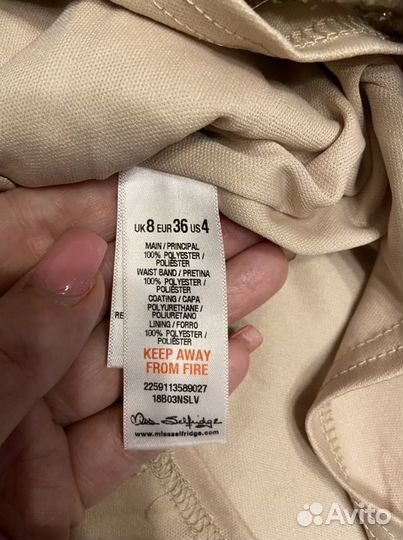 UK 8 EUR 36 US 4
MAIN / PRINCIPAL
100% POLYESTER /
POLIÉSTER
WAIST BAND / PRETINA
100% POLYESTER /
POLIÉSTER
COATING / CAPA
POLYURETHANE /
POLIURETANO
LINING / FORRO
100% POLYESTER /
POLIÉSTER
KEEP AWAY
FROM FIRE
2259113589027
18B03NSLV
Miss Selfridge
www.missselfridge.com
RE
Avito